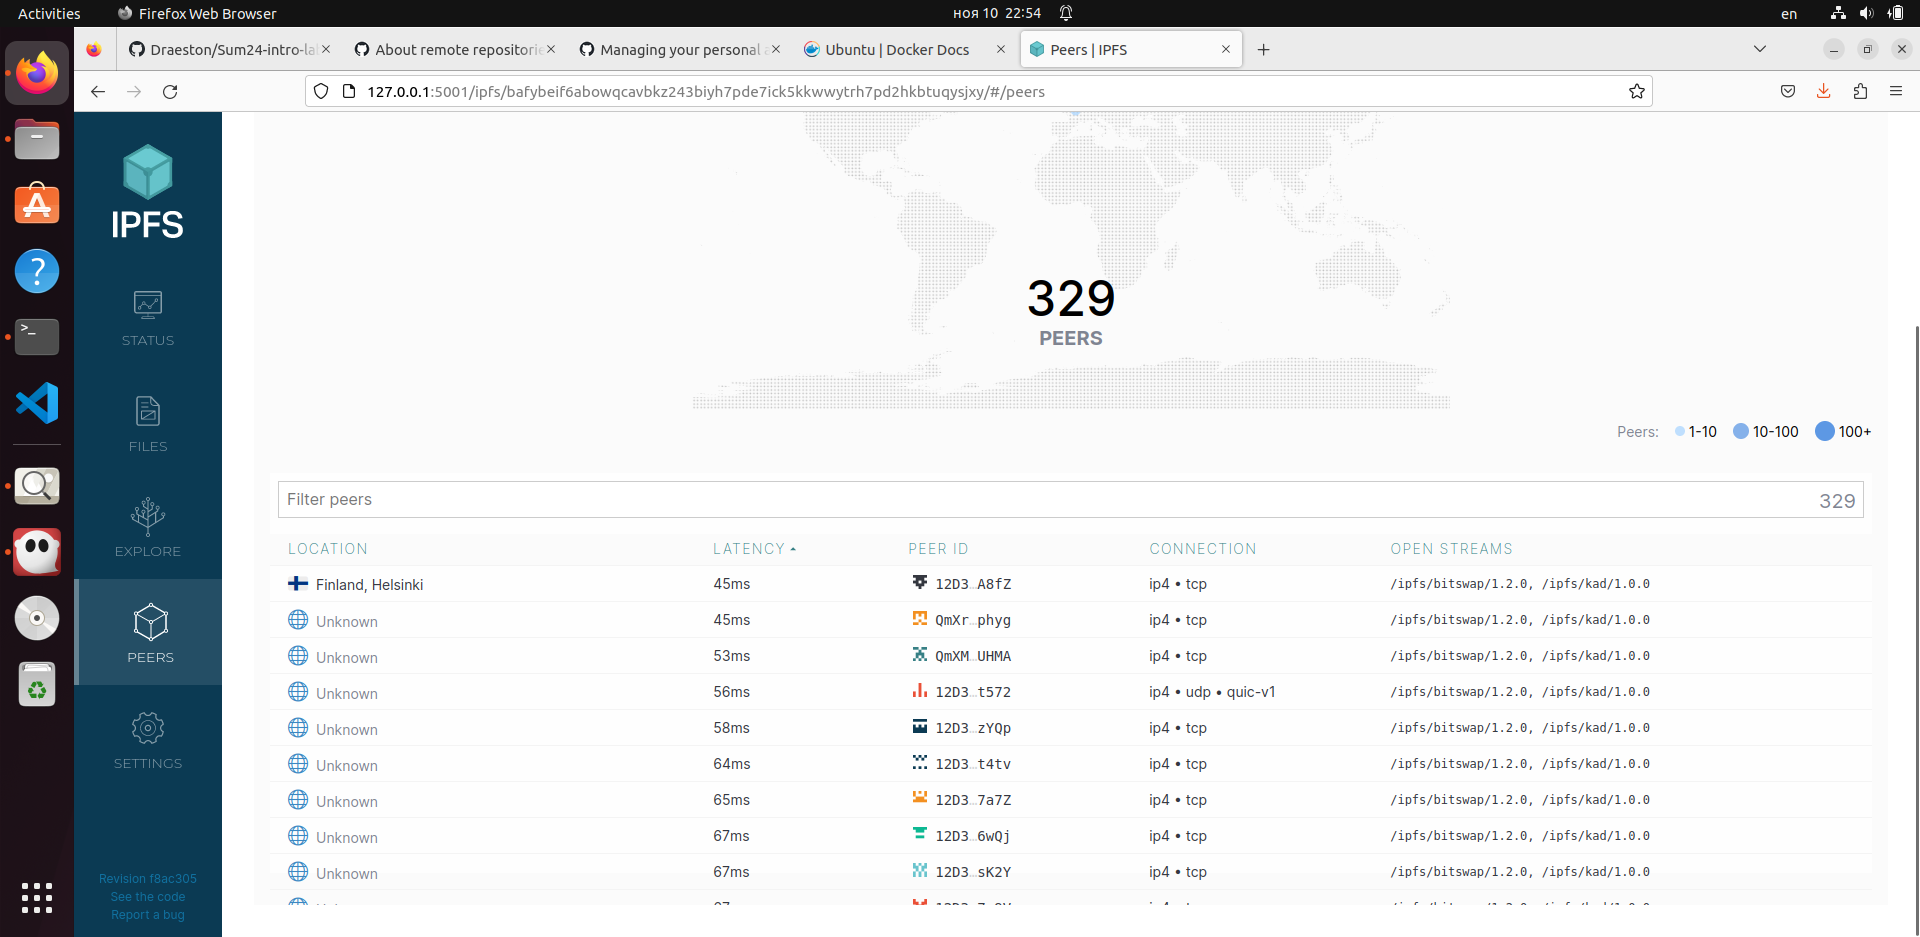 Activities
Firefox Web Browser
ноя 10 22:54
en
Draeston/Sum24-intro-la
About remote repositorie
Managing your personal a
Ubuntu | Docker Docs
Peers | IPFS
127.0.0.1:5001/ipfs/bafybeif6abowqcavbkz243biyh7pde7ick5kkwwytrh7pd2hkbtuqysjxy/#/peers
IPFS
STATUS
FILES
EXPLORE
PEERS
SETTINGS
Revision f8ac305
See the code
Report a bug
329
PEERS
Peers: 1-10 10-100 100+
Filter peers 329
LOCATION LATENCY PEER ID CONNECTION OPEN STREAMS
Finland, Helsinki 45ms 12D3…A8fZ ip4 • tcp /ipfs/bitswap/1.2.0, /ipfs/kad/1.0.0
Unknown 45ms QmXr…phyg ip4 • tcp /ipfs/bitswap/1.2.0, /ipfs/kad/1.0.0
Unknown 53ms QmXM…UHMA ip4 • tcp /ipfs/bitswap/1.2.0, /ipfs/kad/1.0.0
Unknown 56ms 12D3…t572 ip4 • udp • quic-v1 /ipfs/bitswap/1.2.0, /ipfs/kad/1.0.0
Unknown 58ms 12D3…zYQp ip4 • tcp /ipfs/bitswap/1.2.0, /ipfs/kad/1.0.0
Unknown 64ms 12D3…t4tv ip4 • tcp /ipfs/bitswap/1.2.0, /ipfs/kad/1.0.0
Unknown 65ms 12D3…7a7Z ip4 • tcp /ipfs/bitswap/1.2.0, /ipfs/kad/1.0.0
Unknown 67ms 12D3…6wQj ip4 • tcp /ipfs/bitswap/1.2.0, /ipfs/kad/1.0.0
Unknown 67ms 12D3…sK2Y ip4 • tcp /ipfs/bitswap/1.2.0, /ipfs/kad/1.0.0